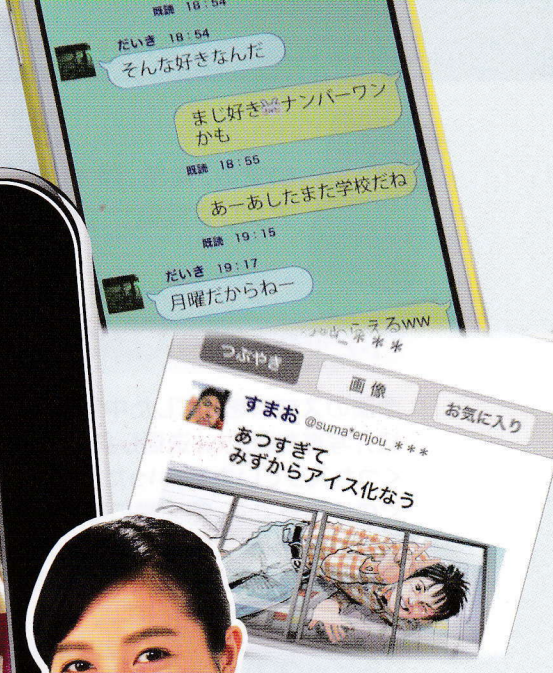 既読 18:54
だいき 18:54
そんな好きなんだ
まじ好きナンバーワン
かも
既読 18:55
あーあしたまた学校だね
既読 19:15
だいき 19:17
月曜だからねー
えるww
***
つぶやき
画像
お気に入り
すまお @suma*enjou_***
あつすぎて
みずからアイス化なう